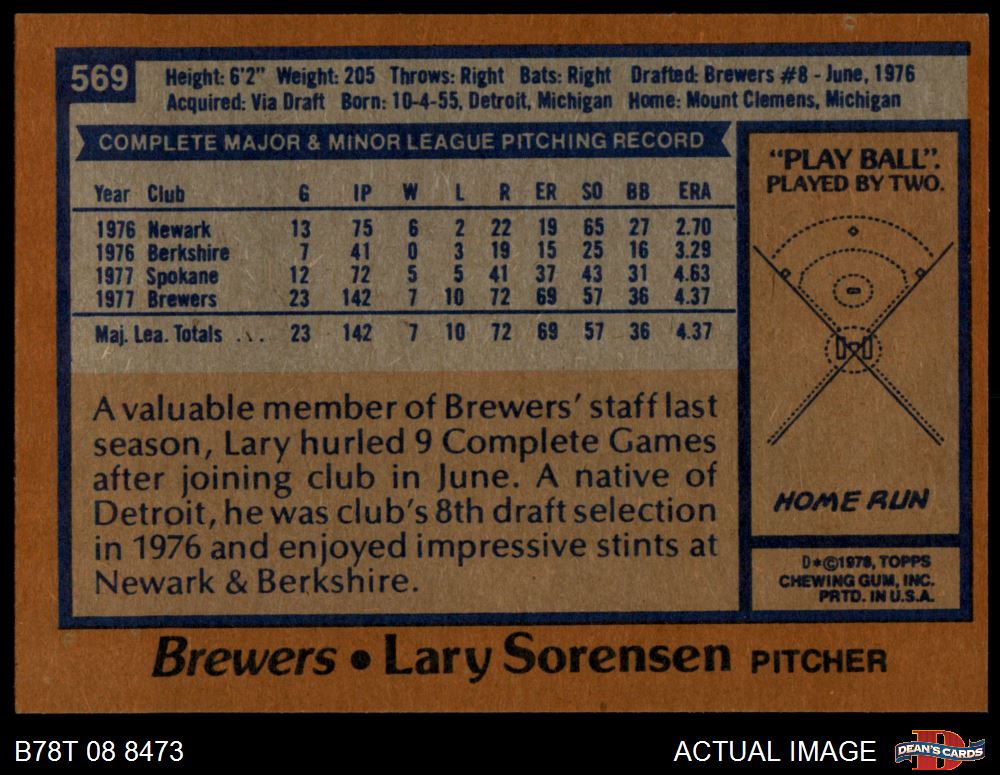 569
Height: 6'2" Weight: 205 Throws: Right Bats: Right Drafted: Brewers #8 - June, 1976
Acquired: Via Draft Born: 10-4-55, Detroit, Michigan Home: Mount Clemens, Michigan
COMPLETE MAJOR & MINOR LEAGUE PITCHING RECORD
Year Club G IP W L R ER SO BB ERA
1976 Newark 13 75 6 2 22 19 65 27 2.70
1976 Berkshire 7 41 0 3 19 15 25 16 3.29
1977 Spokane 12 72 5 5 41 37 43 31 4.63
1977 Brewers 23 142 7 10 72 69 57 36 4.37
Maj. Lea. Totals ... 23 142 7 10 72 69 57 36 4.37
A valuable member of Brewers' staff last
season, Lary hurled 9 Complete Games
after joining club in June. A native of
Detroit, he was club's 8th draft selection
in 1976 and enjoyed impressive stints at
Newark & Berkshire.
"PLAY BALL".
PLAYED BY TWO.
HOME RUN
D*©1978, TOPPS
CHEWING GUM, INC.
PRTD. IN U.S.A.
Brewers • Lary Sorensen PITCHER
B78T 08 8473
ACTUAL IMAGE
D
DEAN'S CARDS